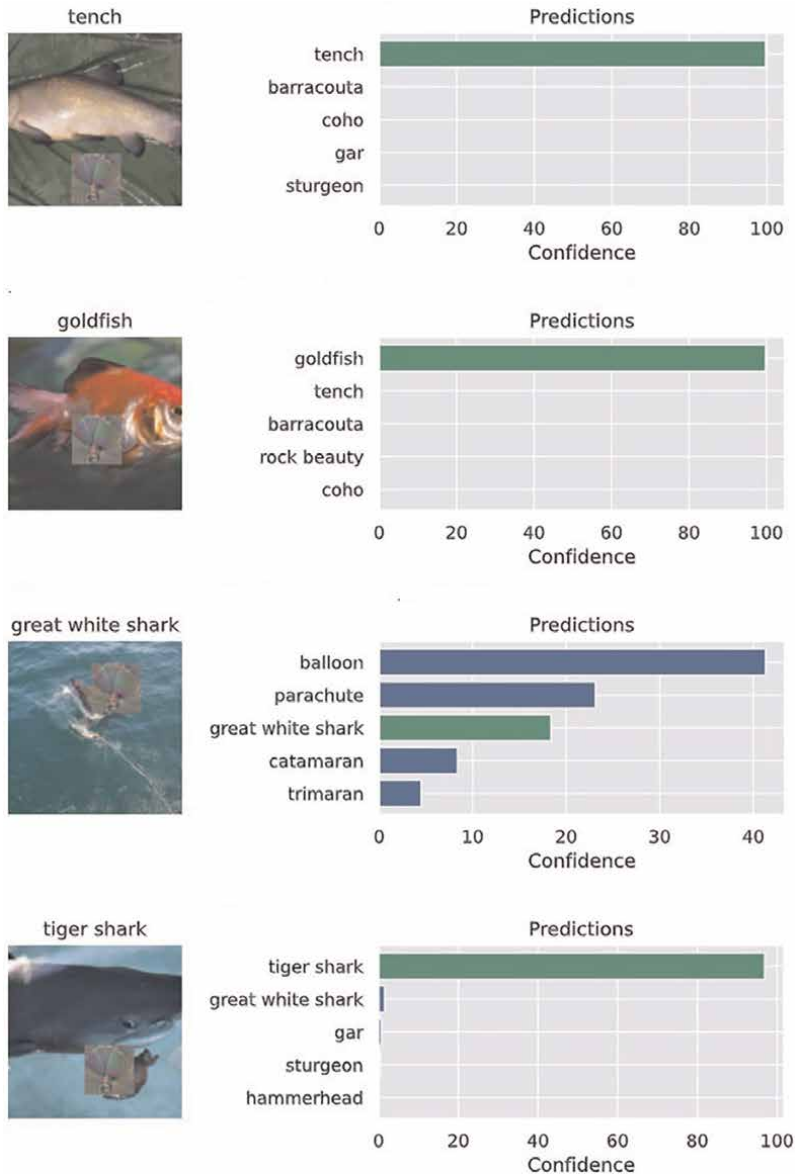 tench
Predictions
tench
barracouta
coho
gar
sturgeon
0 20 40 60 80 100
Confidence
goldfish
Predictions
goldfish
tench
barracouta
rock beauty
coho
0 20 40 60 80 100
Confidence
great white shark
Predictions
balloon
parachute
great white shark
catamaran
trimaran
0 10 20 30 40
Confidence
tiger shark
Predictions
tiger shark
great white shark
gar
sturgeon
hammerhead
0 20 40 60 80 100
Confidence